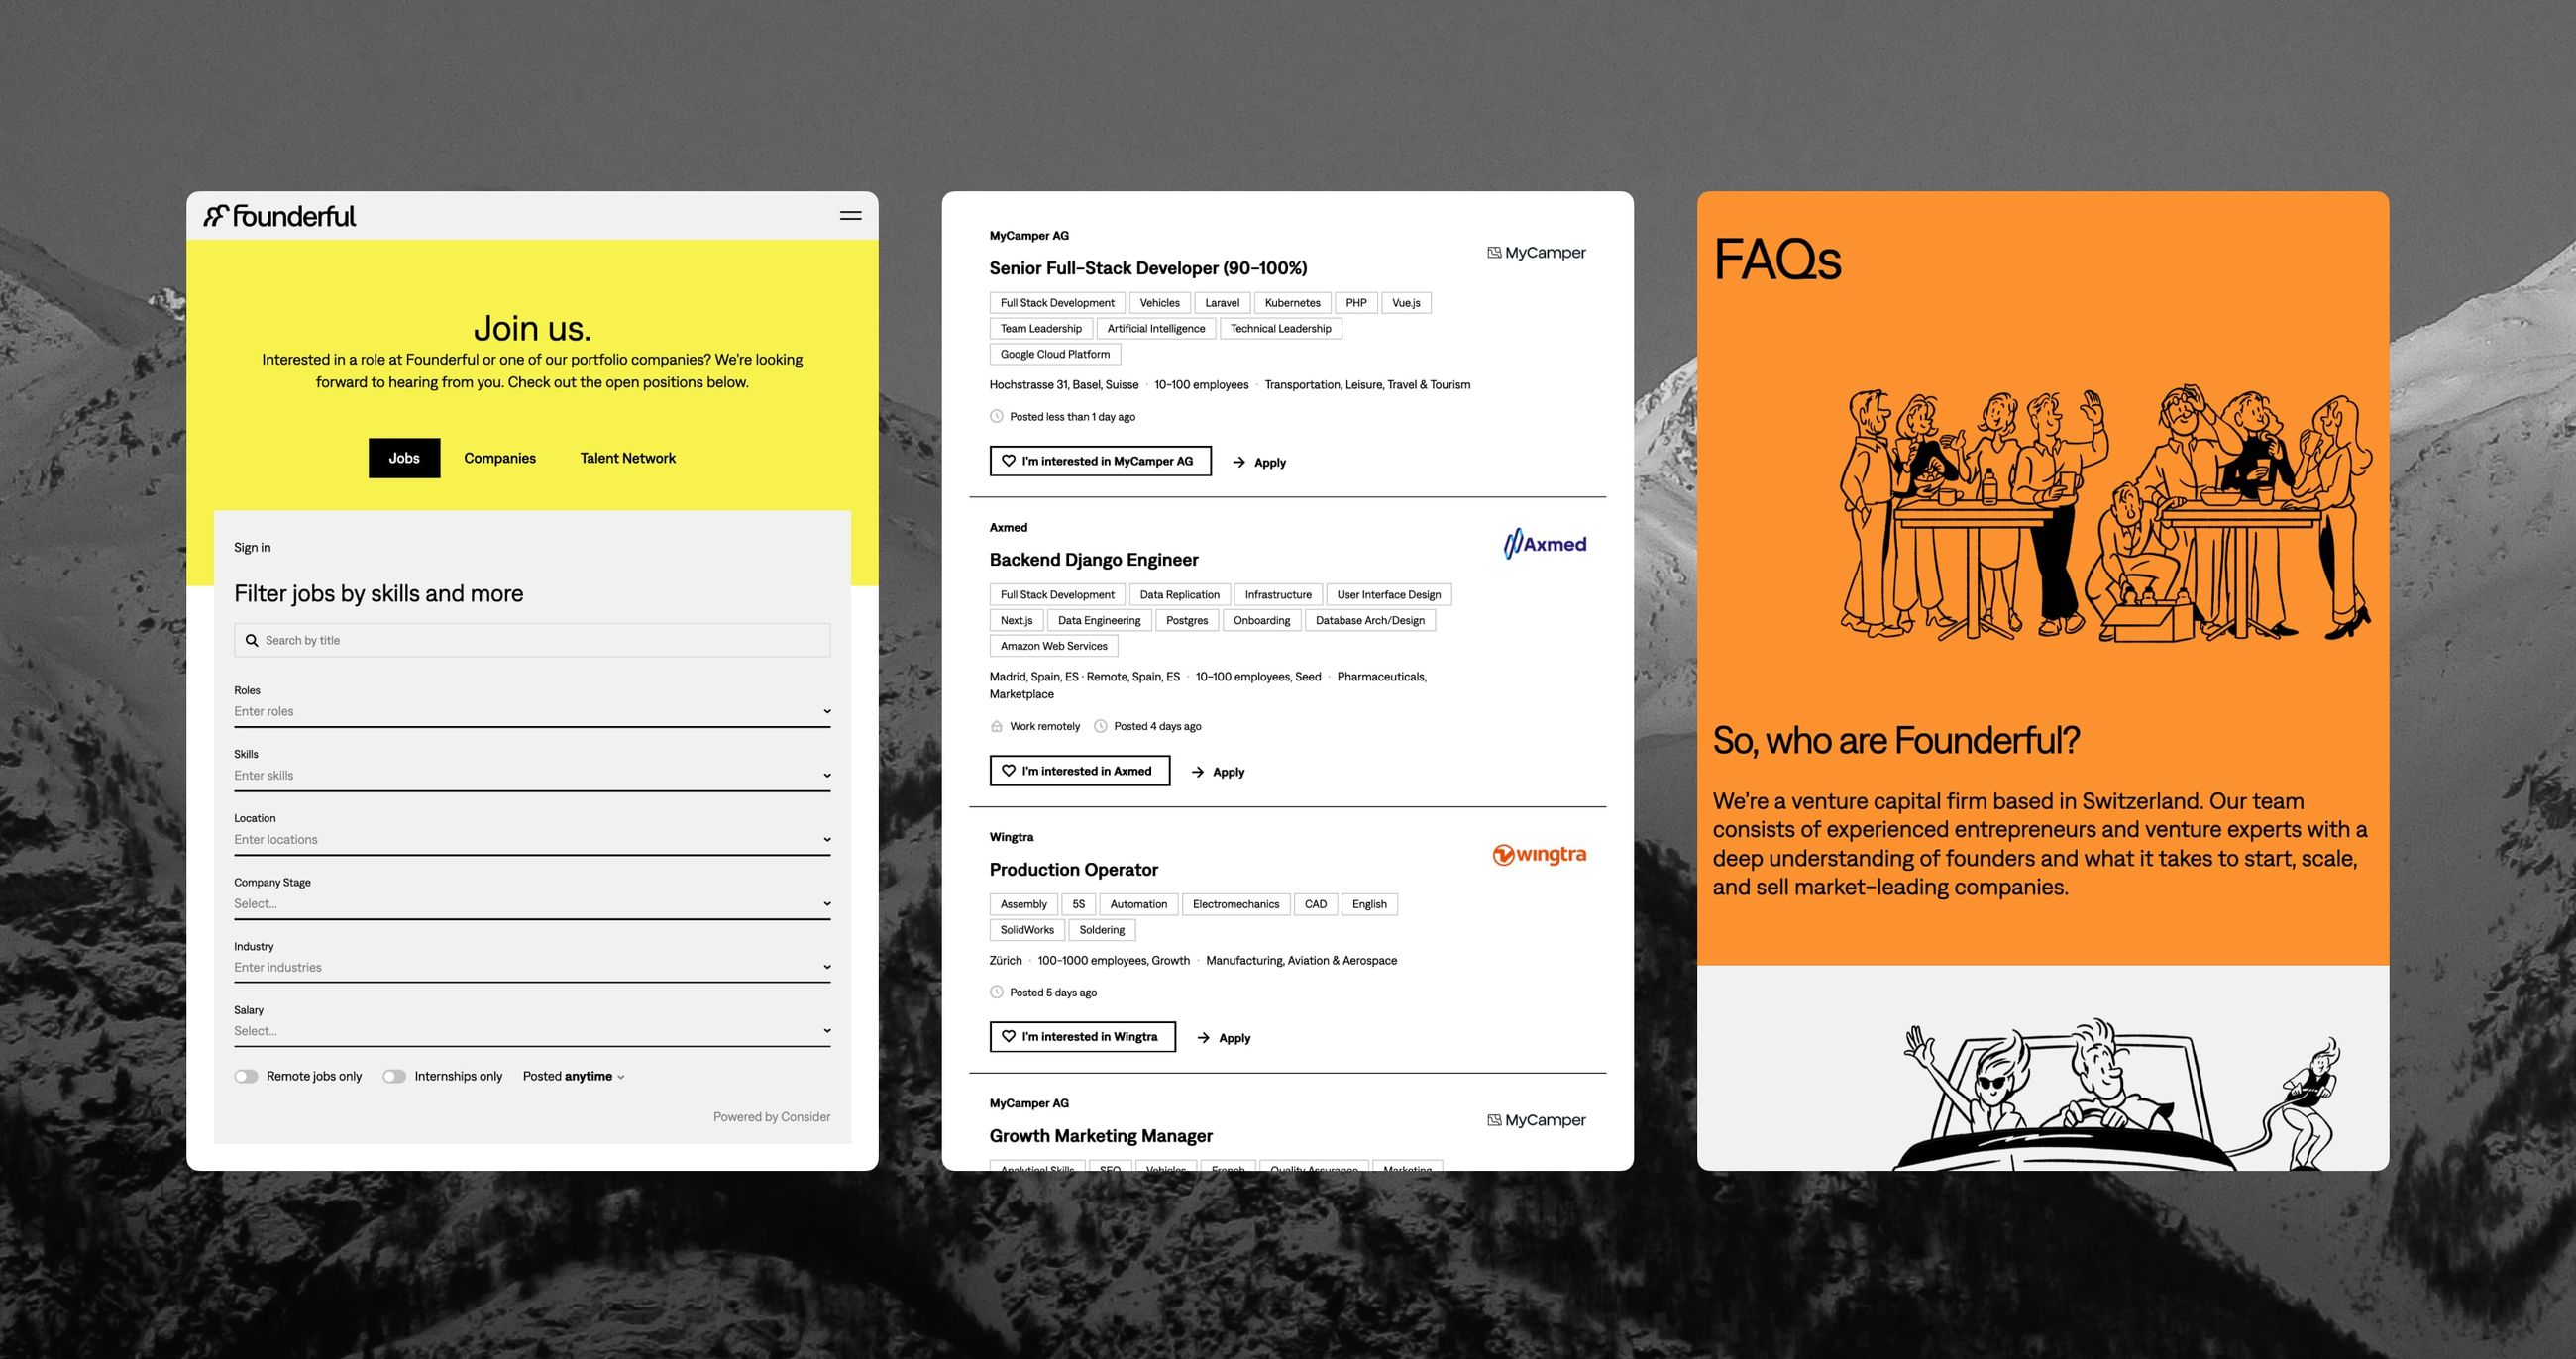 founderful
Join us.
Interested in a role at Founderful or one of our portfolio companies? We're looking
forward to hearing from you. Check out the open positions below.
Jobs
Companies
Talent Network
Sign in
Filter jobs by skills and more
Search by title
Roles
Enter roles
Skills
Enter skills
Location
Enter locations
Company Stage
Select...
Industry
Enter industries
Salary
Select...
Remote jobs only
Internships only
Posted anytime
Powered by Consider
MyCamper AG
MyCamper
Senior Full-Stack Developer (90-100%)
Full Stack Development Vehicles Laravel Kubernetes PHP Vue.js
Team Leadership Artificial Intelligence Technical Leadership
Google Cloud Platform
Hochstrasse 31, Basel, Suisse · 10-100 employees · Transportation, Leisure, Travel & Tourism
Posted less than 1 day ago
I'm interested in MyCamper AG
Apply
Axmed
Axmed
Backend Django Engineer
Full Stack Development Data Replication Infrastructure User Interface Design
Next.js Data Engineering Postgres Onboarding Database Arch/Design
Amazon Web Services
Madrid, Spain, ES · Remote, Spain, ES · 10-100 employees, Seed · Pharmaceuticals,
Marketplace
Work remotely Posted 4 days ago
I'm interested in Axmed
Apply
Wingtra
wingtra
Production Operator
Assembly 5S Automation Electromechanics CAD English
SolidWorks Soldering
Zürich · 100-1000 employees, Growth · Manufacturing, Aviation & Aerospace
Posted 5 days ago
I'm interested in Wingtra
Apply
MyCamper AG
MyCamper
Growth Marketing Manager
Analytical Skills SEO Vehicles French Quality Assurance Marketing
FAQs
So, who are Founderful?
We're a venture capital firm based in Switzerland. Our team
consists of experienced entrepreneurs and venture experts with a
deep understanding of founders and what it takes to start, scale,
and sell market-leading companies.